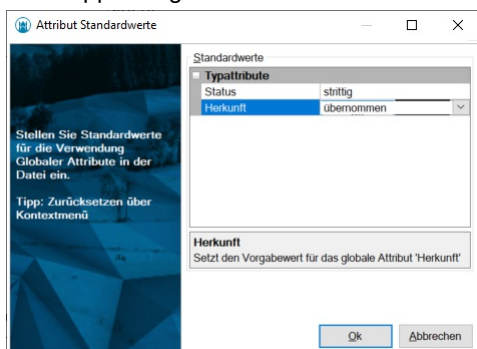 Attribut Standardwerte
Standardwerte
Typattribute
Status strittig
Herkunft übernommen
Stellen Sie Standardwerte
für die Verwendung
Globaler Attribute in der
Datei ein.
Tipp: Zurücksetzen über
Kontextmenü
Herkunft
Setzt den Vorgabewert für das globale Attribut 'Herkunft'
Ok Abbrechen